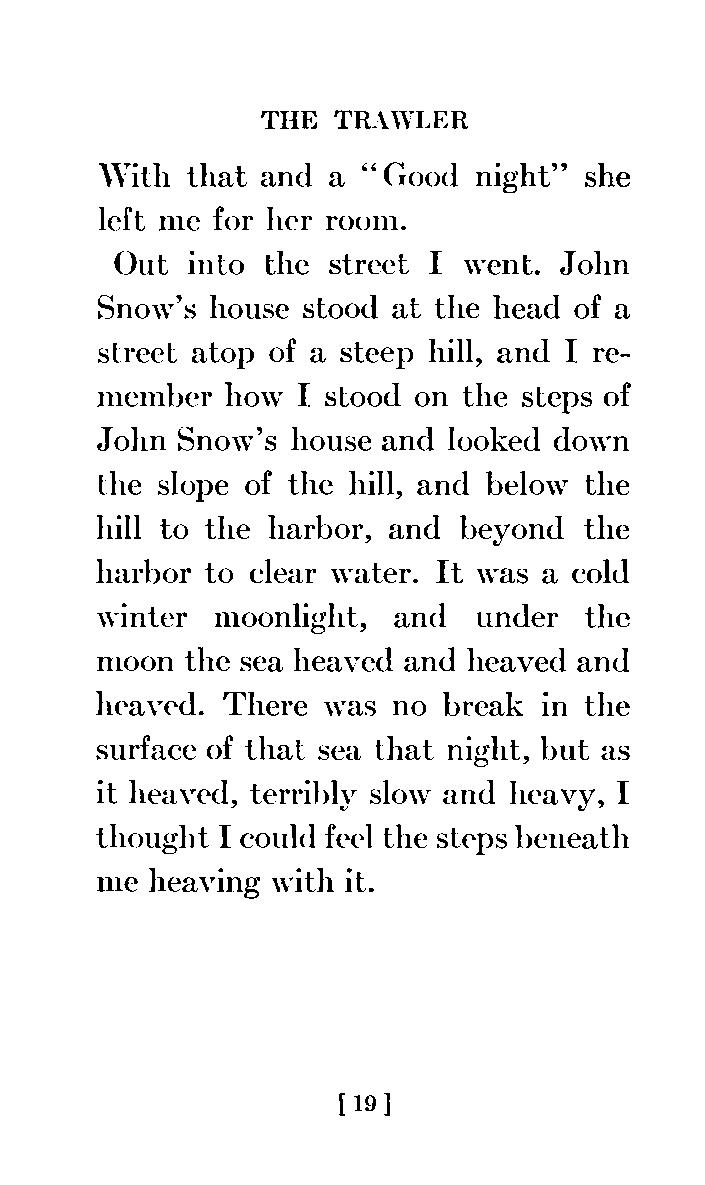 THE TRAWLER
With that and a “Good night” she
left me for her room.
Out into the street I went. John
Snow’s house stood at the head of a
street atop of a steep hill, and I re-
member how I stood on the steps of
John Snow’s house and looked down
the slope of the hill, and below the
hill to the harbor, and beyond the
harbor to clear water. It was a cold
winter moonlight, and under the
moon the sea heaved and heaved and
heaved. There was no break in the
surface of that sea that night, but as
it heaved, terribly slow and heavy, I
thought I could feel the steps beneath
me heaving with it.
[ 19 ]